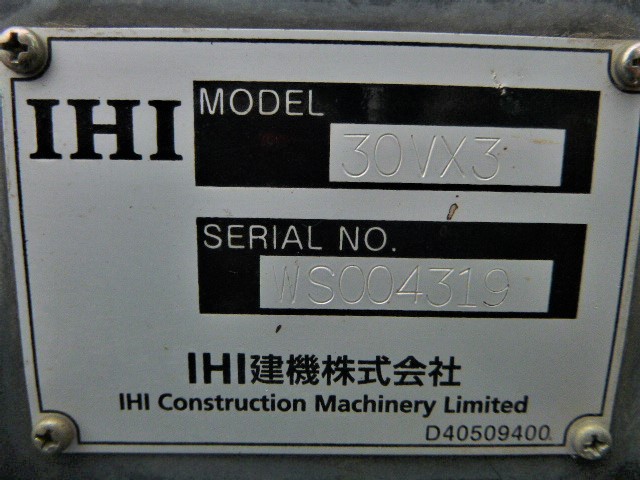 IHI
MODEL
30VX3
SERIAL NO.
WS004319
IHI建機株式会社
IHI Construction Machinery Limited
D40509400